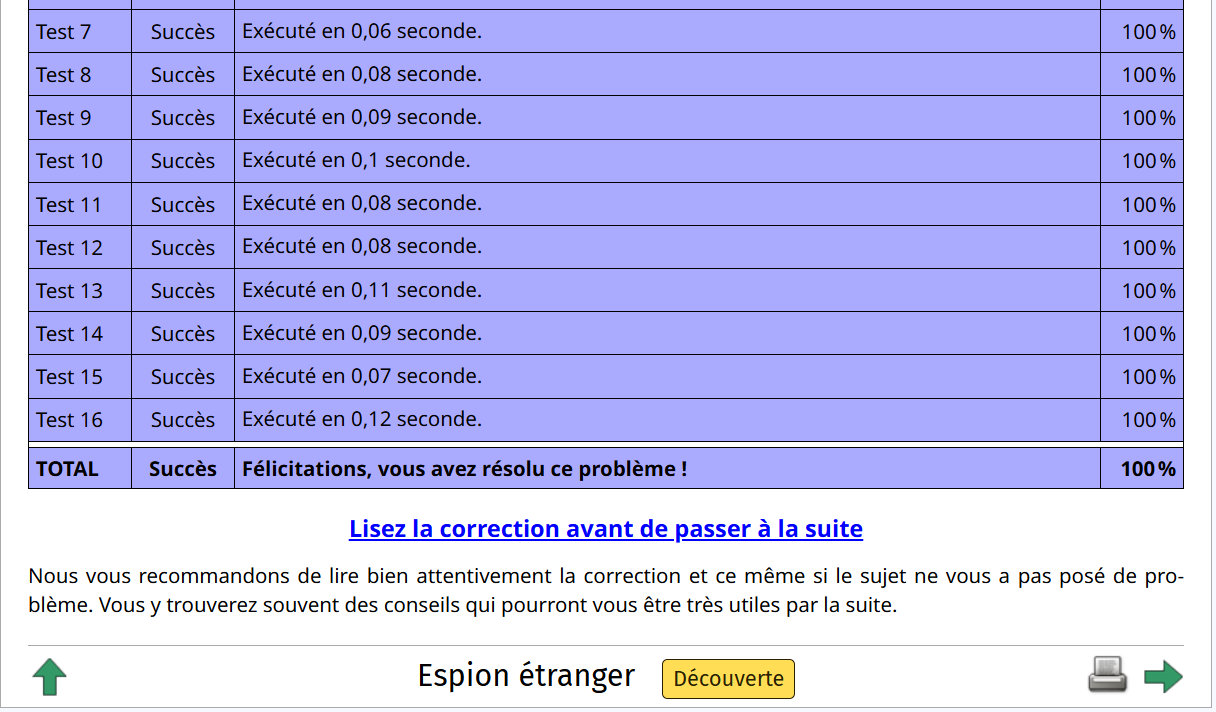 Test 7 Succès Exécuté en 0,06 seconde. 100 %
Test 8 Succès Exécuté en 0,08 seconde. 100 %
Test 9 Succès Exécuté en 0,09 seconde. 100 %
Test 10 Succès Exécuté en 0,1 seconde. 100 %
Test 11 Succès Exécuté en 0,08 seconde. 100 %
Test 12 Succès Exécuté en 0,08 seconde. 100 %
Test 13 Succès Exécuté en 0,11 seconde. 100 %
Test 14 Succès Exécuté en 0,09 seconde. 100 %
Test 15 Succès Exécuté en 0,07 seconde. 100 %
Test 16 Succès Exécuté en 0,12 seconde. 100 %
TOTAL Succès Félicitations, vous avez résolu ce problème ! 100 %
Lisez la correction avant de passer à la suite
Nous vous recommandons de lire bien attentivement la correction et ce même si le sujet ne vous a pas posé de pro-
blème. Vous y trouverez souvent des conseils qui pourront vous être très utiles par la suite.
Espion étranger Découverte